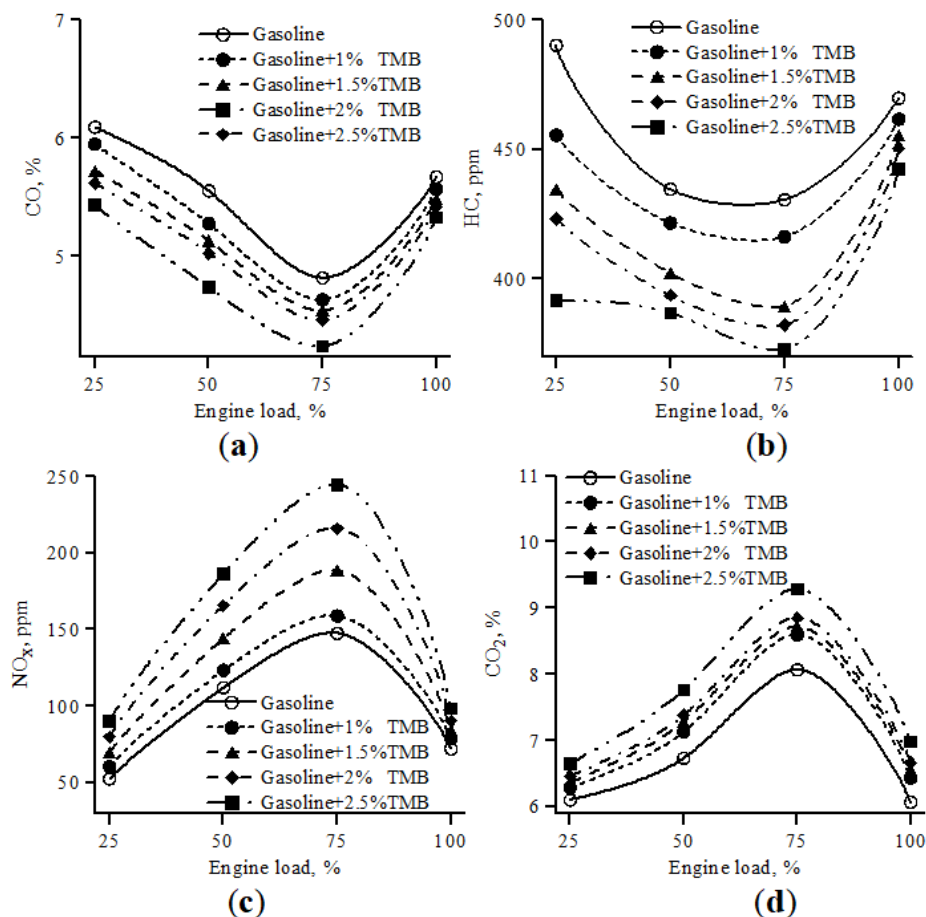 7
6
5
CO, %
Gasoline
Gasoline+1% TMB
Gasoline+1.5%TMB
Gasoline+2% TMB
Gasoline+2.5%TMB
25 50 75 100
Engine load, %
(a)
500
450
400
HC, ppm
Gasoline
Gasoline+1% TMB
Gasoline+1.5%TMB
Gasoline+2% TMB
Gasoline+2.5%TMB
25 50 75 100
Engine load, %
(b)
250
200
150
100
50
NOX, ppm
Gasoline
Gasoline+1% TMB
Gasoline+1.5%TMB
Gasoline+2% TMB
Gasoline+2.5%TMB
25 50 75 100
Engine load, %
(c)
11
10
9
8
7
6
CO2, %
Gasoline
Gasoline+1% TMB
Gasoline+1.5%TMB
Gasoline+2% TMB
Gasoline+2.5%TMB
25 50 75 100
Engine load, %
(d)